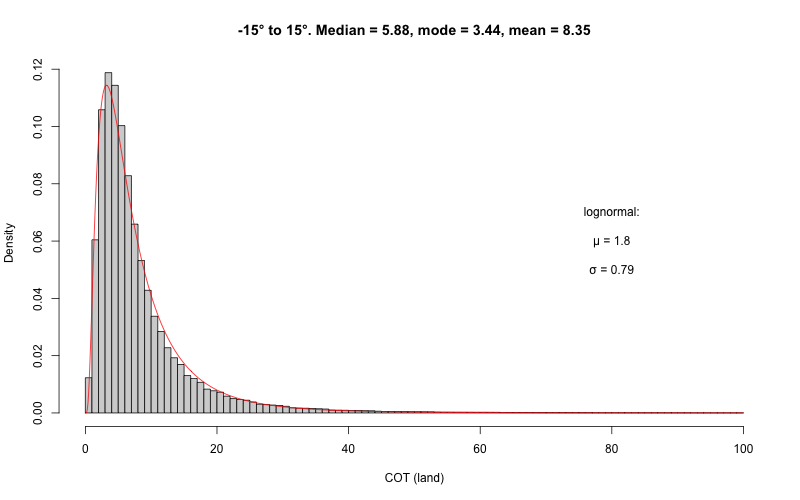 -15° to 15°. Median = 5.88, mode = 3.44, mean = 8.35
0.12
0.10
0.08
0.06
0.04
0.02
0.00
Density
lognormal:
μ = 1.8
σ = 0.79
0 20 40 60 80 100
COT (land)